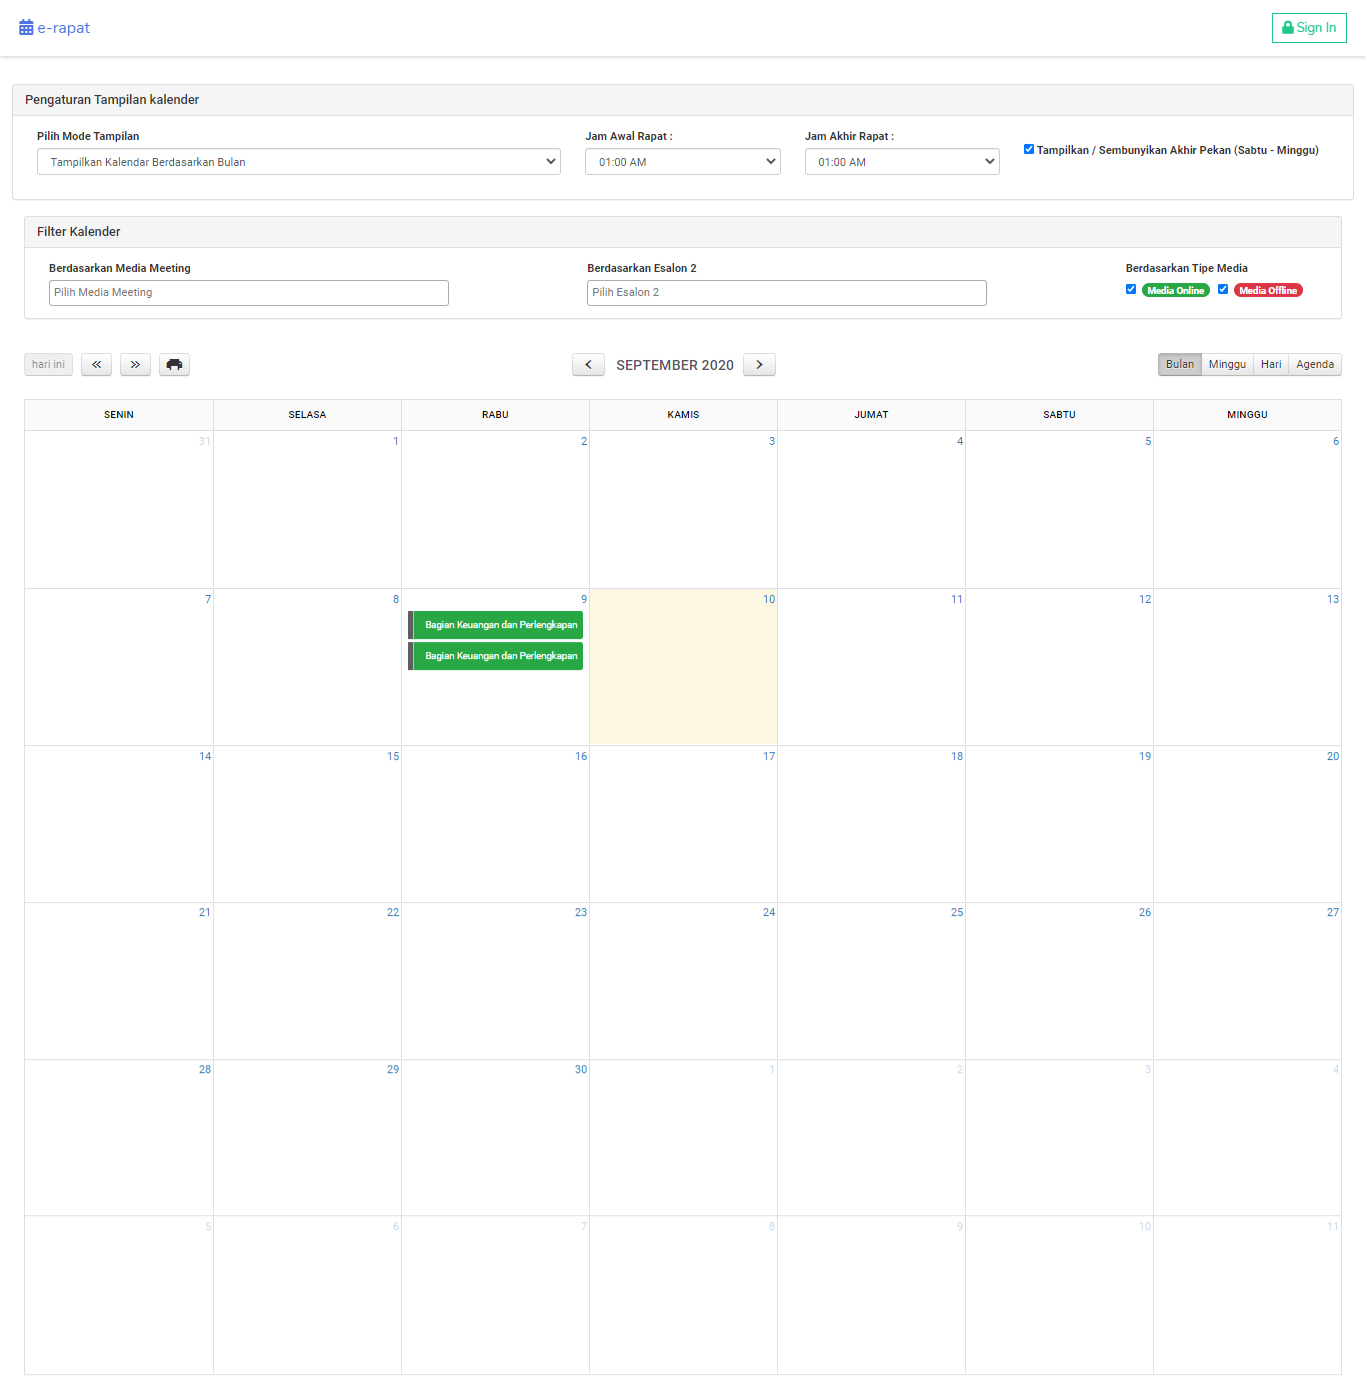 e-rapat
Sign In
Pengaturan Tampilan kalender
Pilih Mode Tampilan
Jam Awal Rapat :
Jam Akhir Rapat :
Tampilkan Kalendar Berdasarkan Bulan
01:00 AM
01:00 AM
Tampilkan / Sembunyikan Akhir Pekan (Sabtu - Minggu)
Filter Kalender
Berdasarkan Media Meeting
Berdasarkan Esalon 2
Berdasarkan Tipe Media
Pilih Media Meeting
Pilih Esalon 2
Media Online
Media Offline
hari ini
SEPTEMBER 2020
Bulan Minggu Hari Agenda
SENIN SELASA RABU KAMIS JUMAT SABTU MINGGU
31 1 2 3 4 5 6
7 8 9 10 11 12 13
Bagian Keuangan dan Perlengkapan
Bagian Keuangan dan Perlengkapan
14 15 16 17 18 19 20
21 22 23 24 25 26 27
28 29 30 1 2 3 4
5 6 7 8 9 10 11